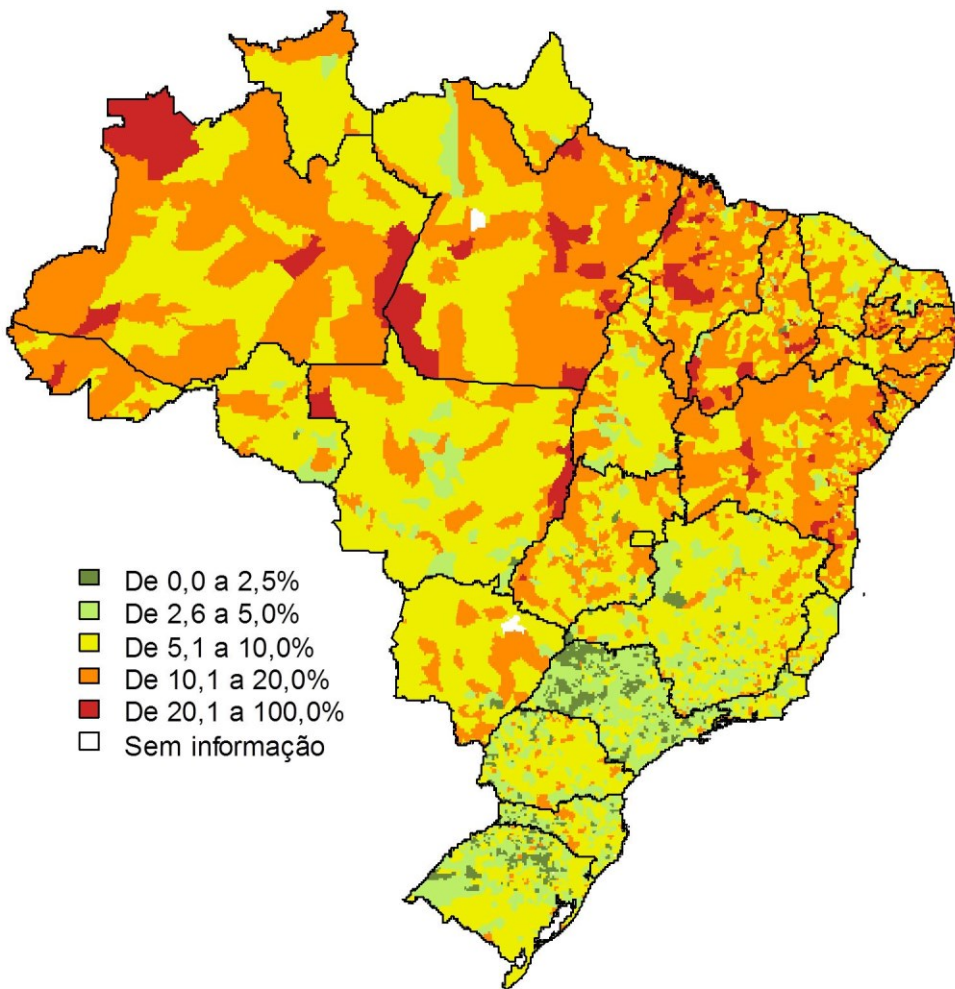 De 0,0 a 2,5%
De 2,6 a 5,0%
De 5,1 a 10,0%
De 10,1 a 20,0%
De 20,1 a 100,0%
Sem informação